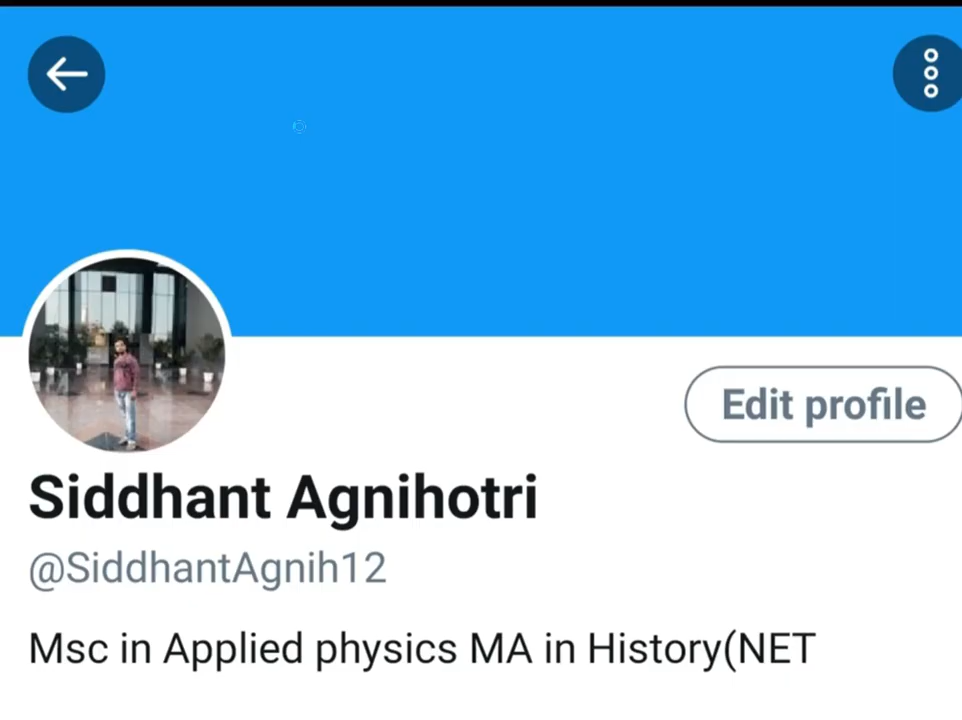 Edit profile
Siddhant Agnihotri
@SiddhantAgnih12
Msc in Applied physics MA in History(NET